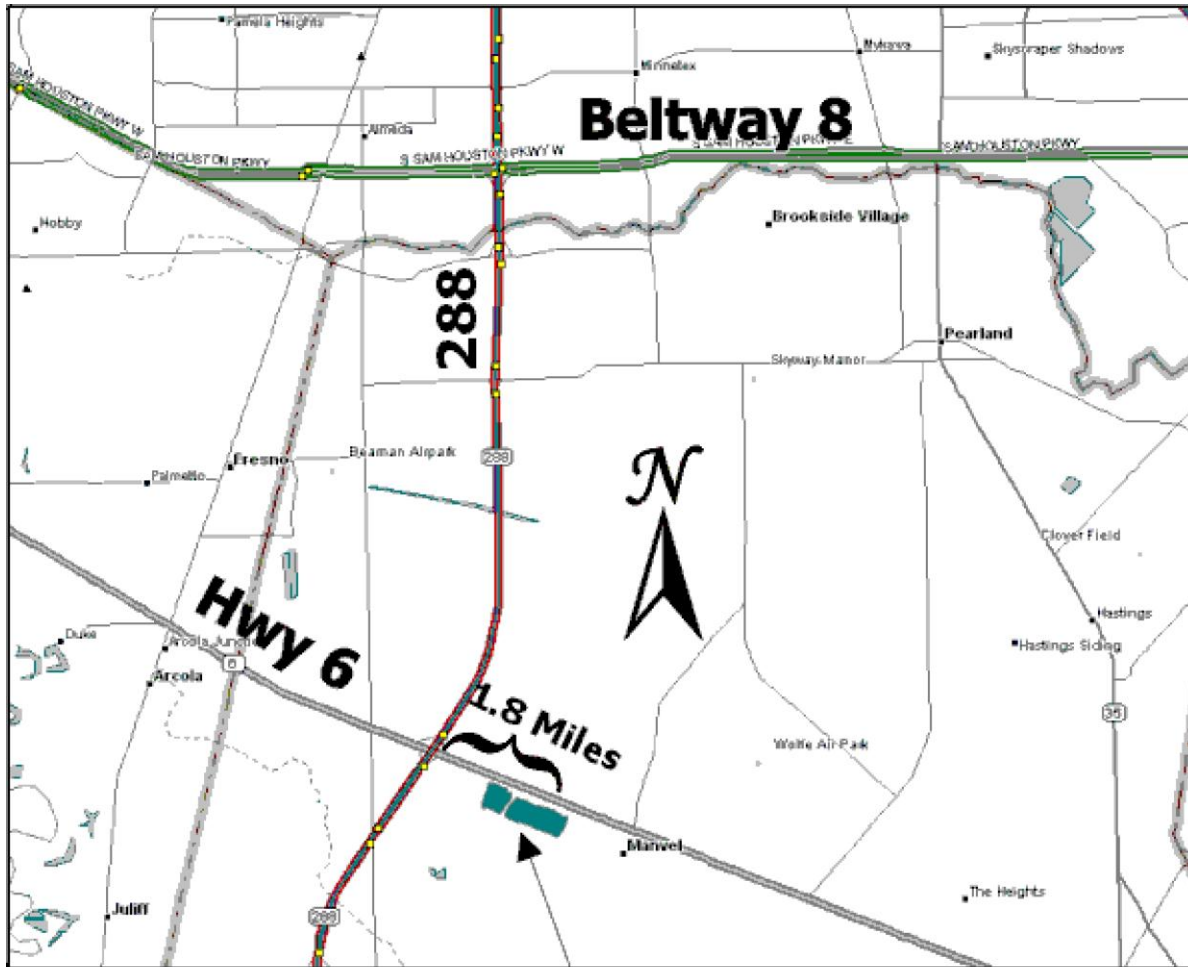 Pamela Heights
Mykawa
Skyscraper Shadows
Minnetex
SAM HOUSTON PKWY W
Beltway 8
Almeda
S SAM HOUSTON PKWY W
S SAM HOUSTON PKWY E
SAM HOUSTON PKWY
SAM HOUSTON PKWY
Hobby
Brookside Village
288
Pearland
Skyway Manor
Fresno
Beaman Airpark
288
N
Palmetto
Clover Field
Hwy 6
Hastings
Duke
Arcola Junction
Hastings Siding
6
Arcola
1.8 Miles
35
Wolfe Air Park
Manvel
The Heights
Juliff
288